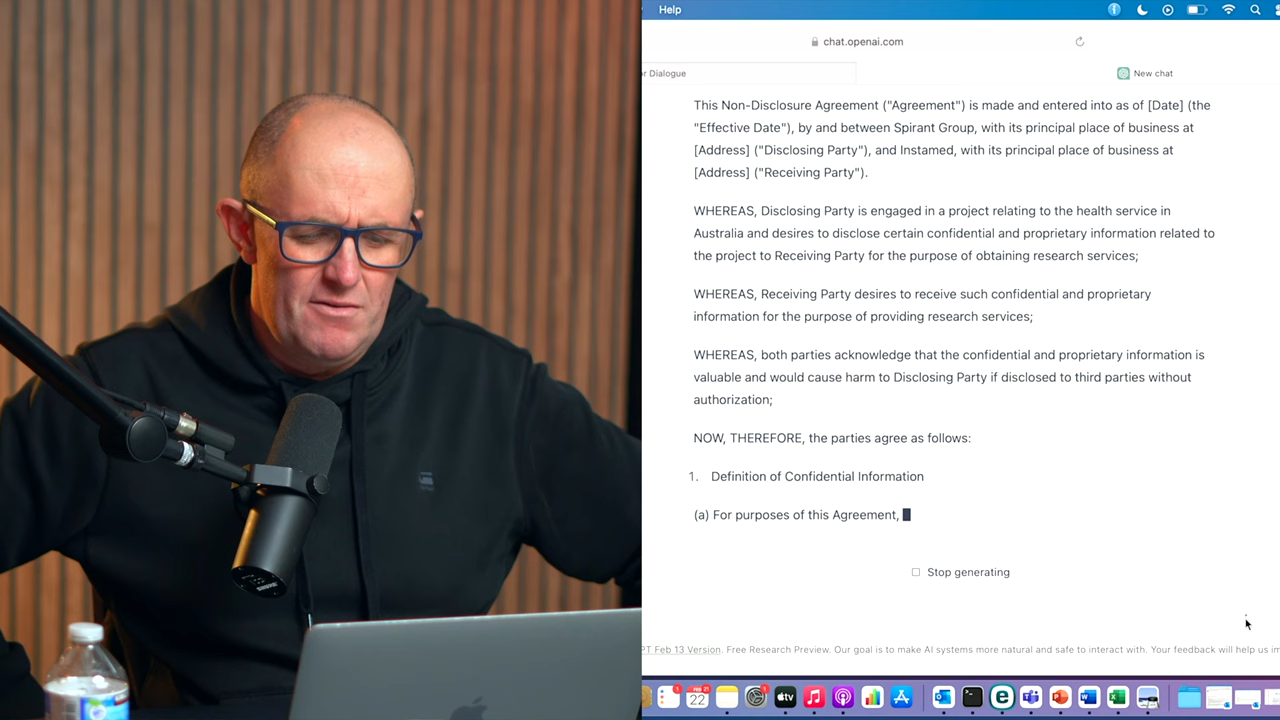 Help
chat.openai.com
r Dialogue
New chat
This Non-Disclosure Agreement ("Agreement") is made and entered into as of [Date] (the
"Effective Date"), by and between Spirant Group, with its principal place of business at
[Address] ("Disclosing Party"), and Instamed, with its principal place of business at
[Address] ("Receiving Party").
WHEREAS, Disclosing Party is engaged in a project relating to the health service in
Australia and desires to disclose certain confidential and proprietary information related to
the project to Receiving Party for the purpose of obtaining research services;
WHEREAS, Receiving Party desires to receive such confidential and proprietary
information for the purpose of providing research services;
WHEREAS, both parties acknowledge that the confidential and proprietary information is
valuable and would cause harm to Disclosing Party if disclosed to third parties without
authorization;
NOW, THEREFORE, the parties agree as follows:
1. Definition of Confidential Information
(a) For purposes of this Agreement,
Stop generating
PT Feb 13 Version. Free Research Preview. Our goal is to make AI systems more natural and safe to interact with. Your feedback will help us im
FEB
22
tv
SHURE